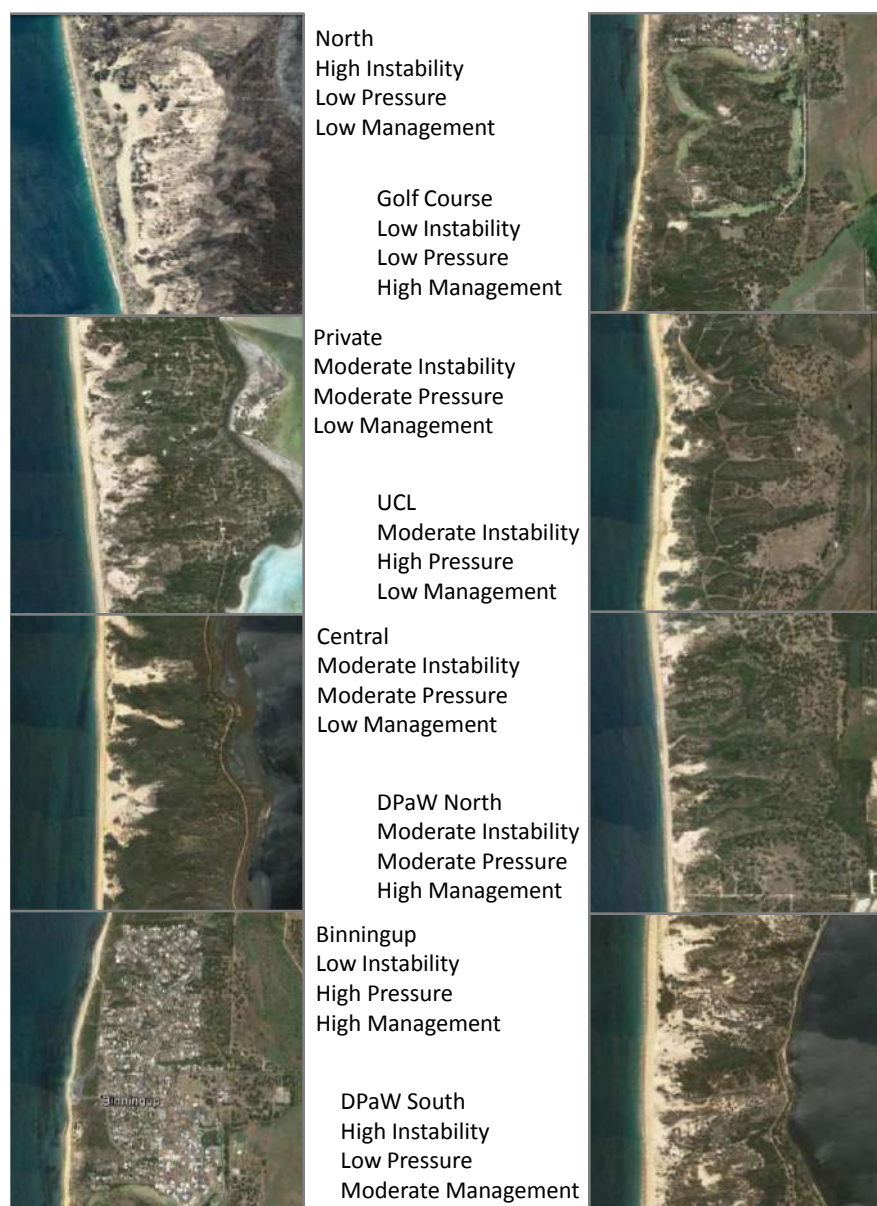 North
High Instability
Low Pressure
Low Management
Golf Course
Low Instability
Low Pressure
High Management
Private
Moderate Instability
Moderate Pressure
Low Management
UCL
Moderate Instability
High Pressure
Low Management
Central
Moderate Instability
Moderate Pressure
Low Management
DPaW North
Moderate Instability
Moderate Pressure
High Management
Binningup
Low Instability
High Pressure
High Management
Binningup
DPaW South
High Instability
Low Pressure
Moderate Management